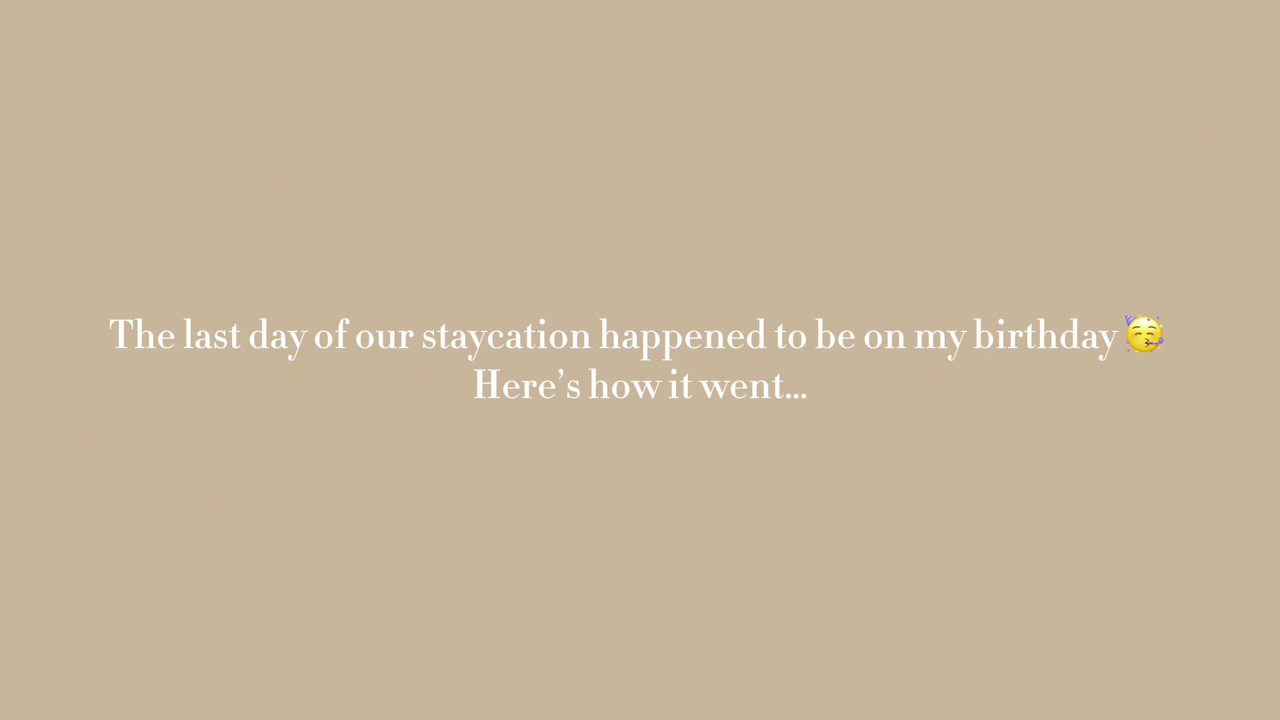 The last day of our staycation happened to be on my birthday🥳
Here’s how it went...